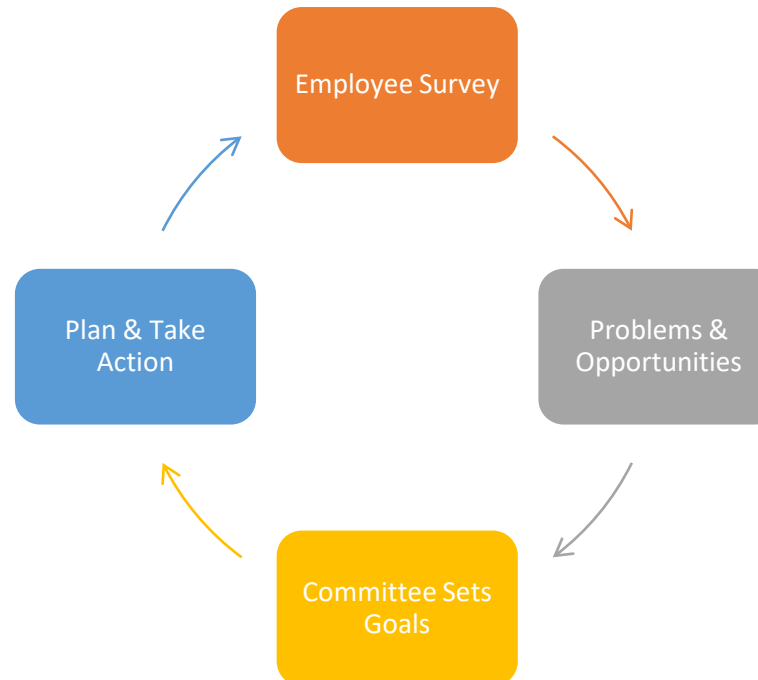 Employee Survey
Problems &
Opportunities
Committee Sets
Goals
Plan & Take
Action